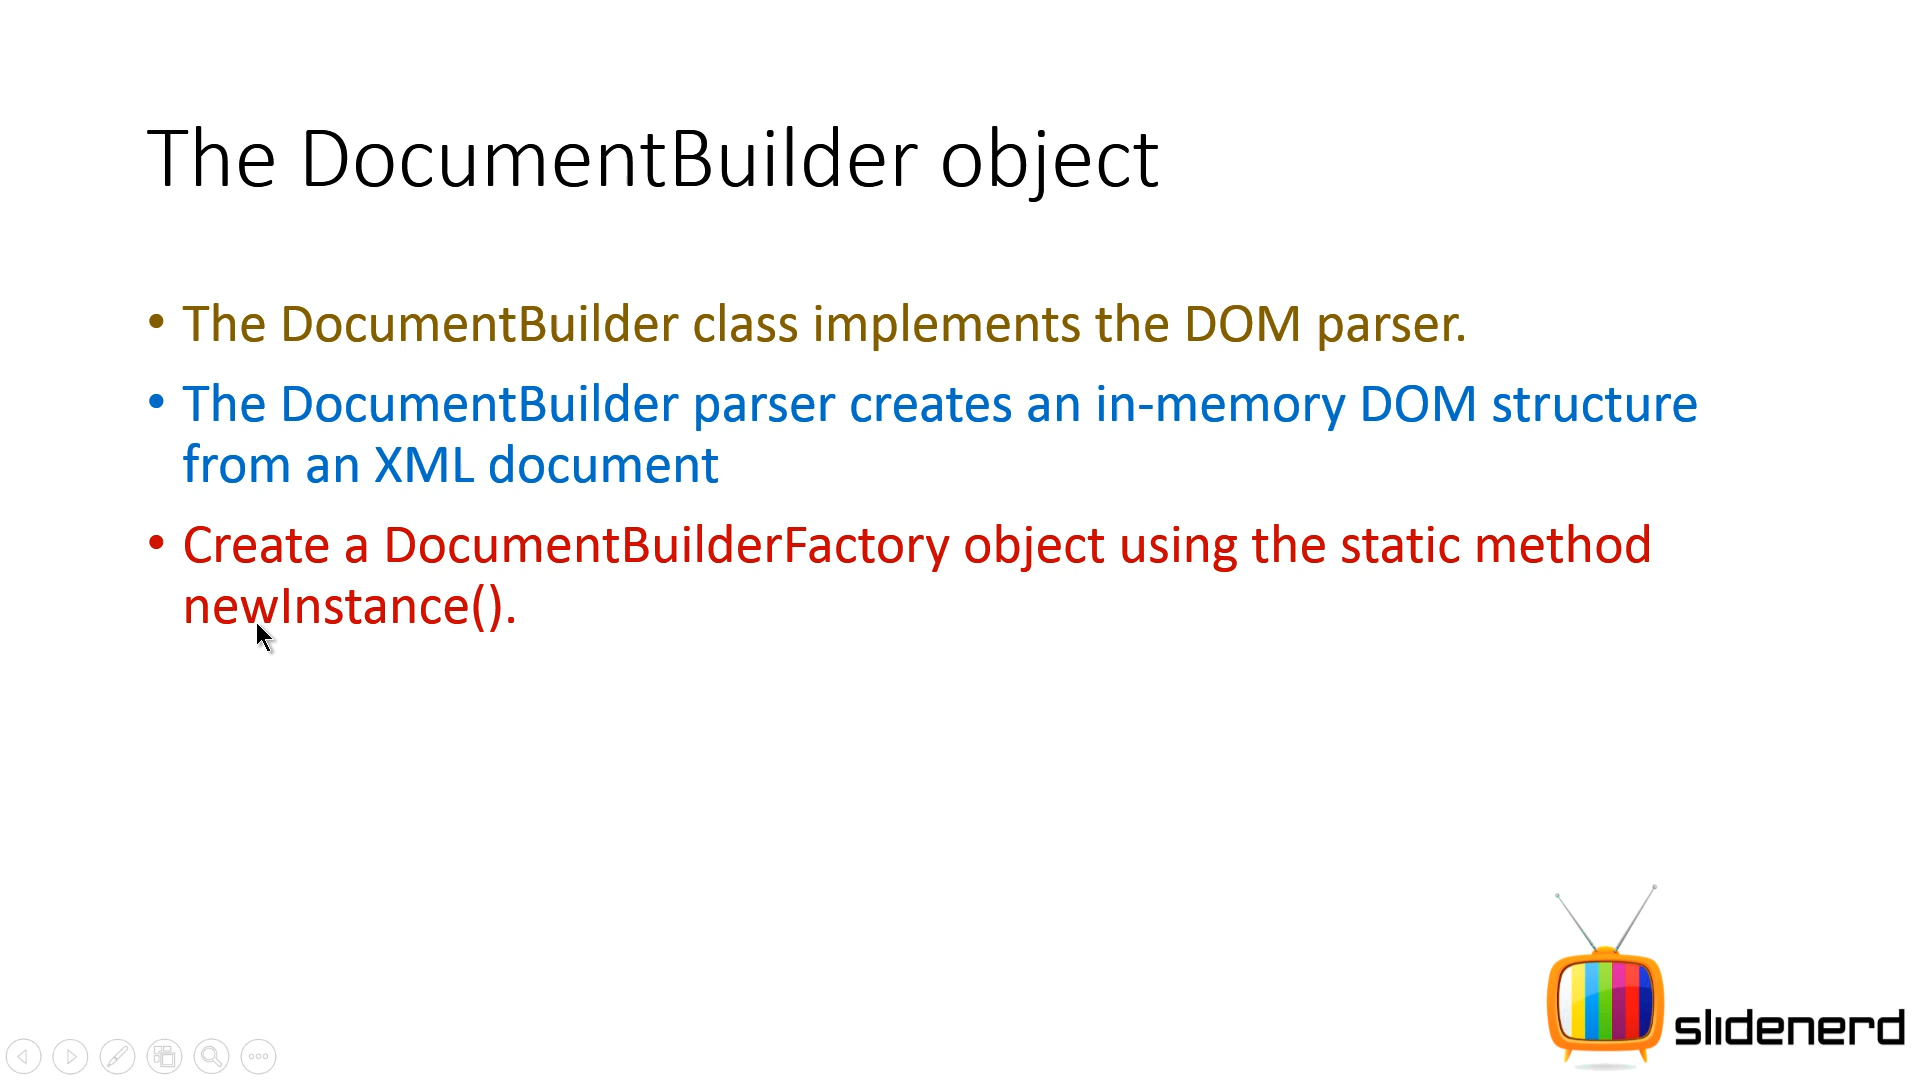 The DocumentBuilder object
• The DocumentBuilder class implements the DOM parser.
• The DocumentBuilder parser creates an in-memory DOM structure
from an XML document
• Create a DocumentBuilderFactory object using the static method
newInstance().
slidenerd